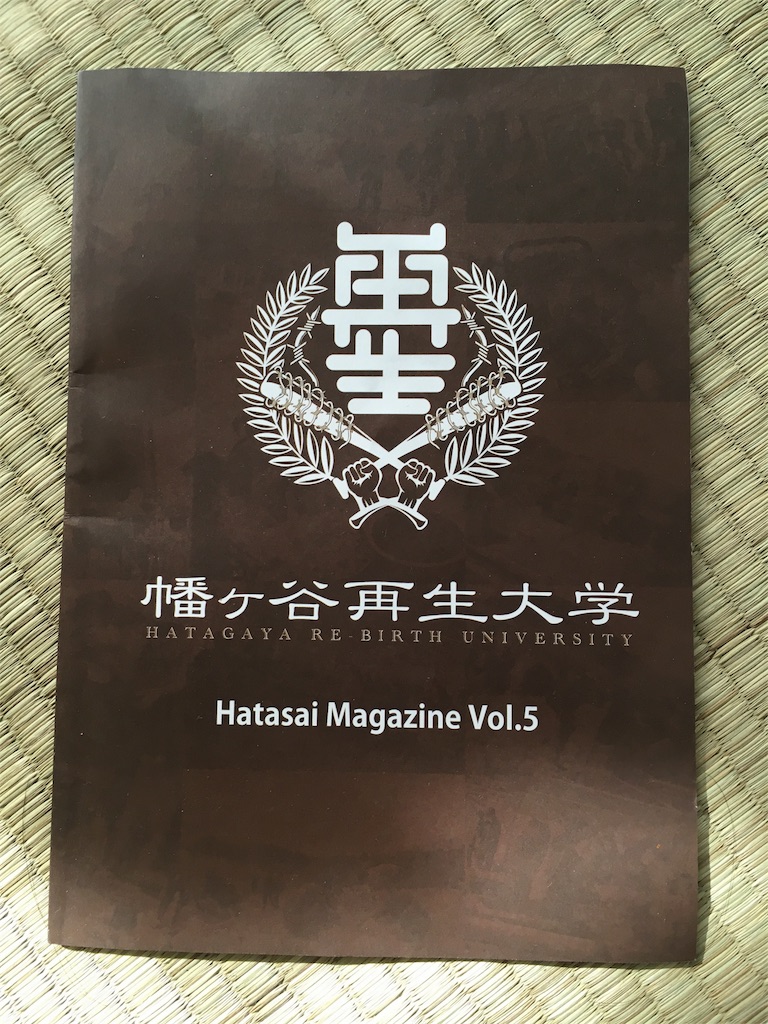 再
生
幡ヶ谷再生大学
HATAGAYA RE-BIRTH UNIVERSITY
Hatasai Magazine Vol.5